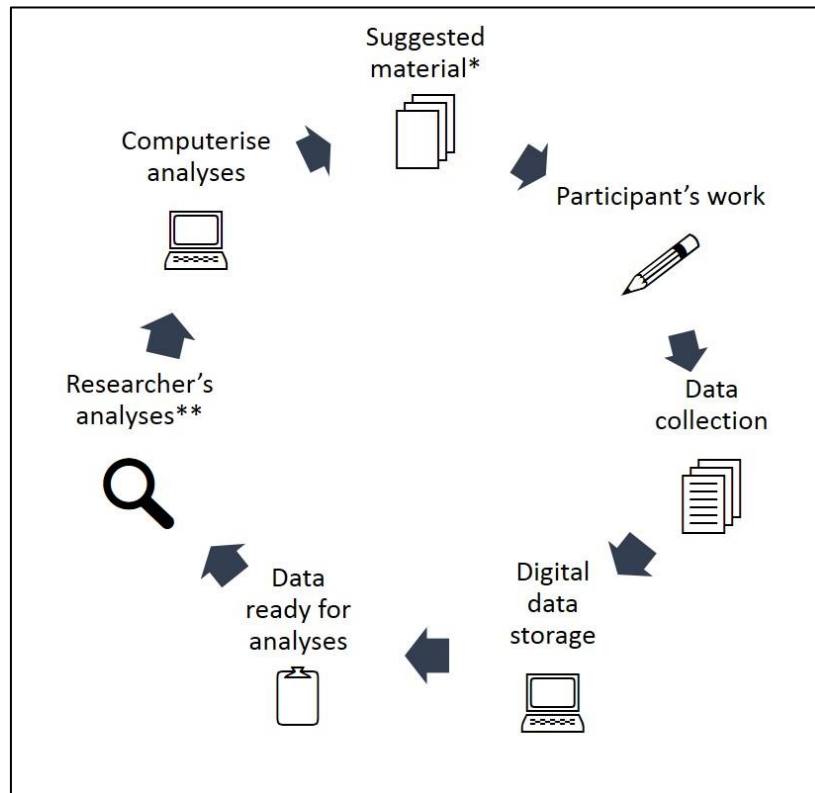 Suggested
material*
Participant's work
Data
collection
Digital
data
storage
Data
ready for
analyses
Researcher's
analyses**
Computerise
analyses